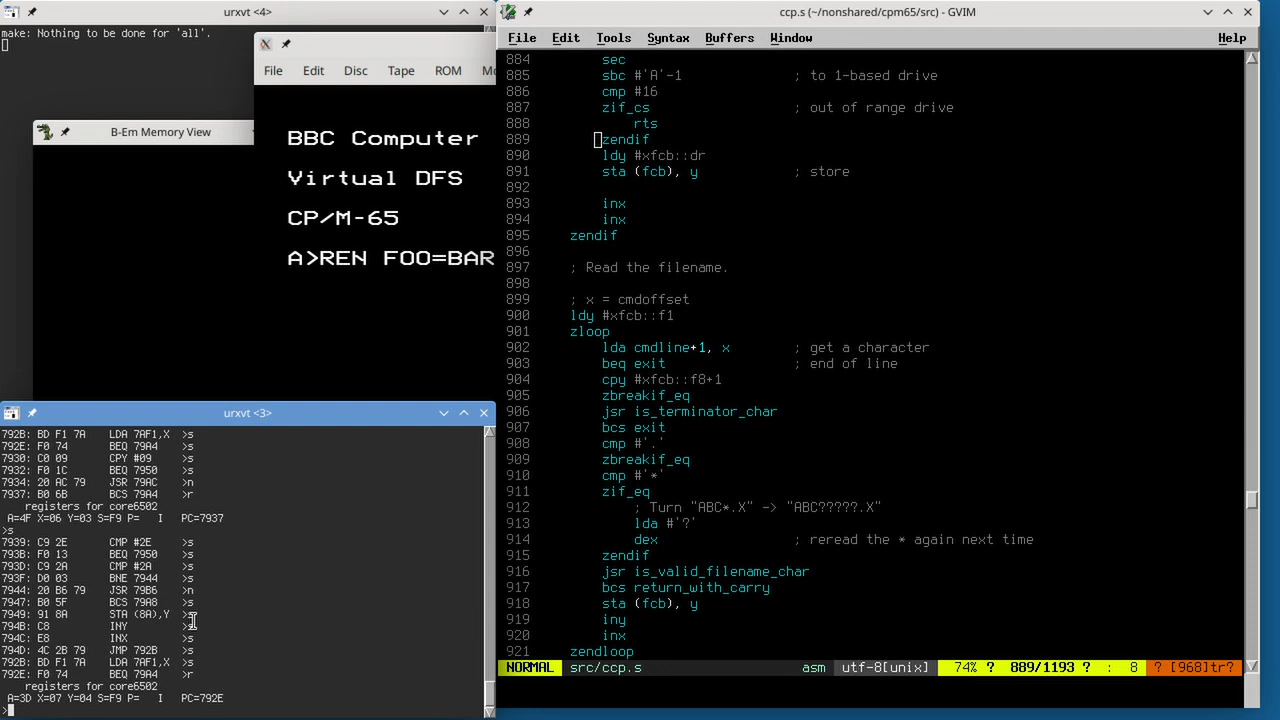 urxvt <4>
make: Nothing to be done for 'all'.
File Edit Disc Tape ROM Mo
B-Em Memory View
BBC Computer
Virtual DFS
CP/M-65
A>REN FOO=BAR
urxvt <3>
792B: BD F1 7A LDA 7AF1,X >s
792E: F0 74 BEQ 79A4 >s
7930: C0 09 CPY #09 >s
7932: F0 1C BEQ 7950 >s
7934: 20 AC 79 JSR 79AC >n
7937: B0 6B BCS 79A4 >r
registers for core6502
A=4F X=06 Y=03 S=F9 P= I PC=7937
>s
7939: C9 2E CMP #2E >s
793B: F0 13 BEQ 7950 >s
793D: C9 2A CMP #2A >s
793F: D0 03 BNE 7944 >s
7944: 20 B6 79 JSR 79B6 >n
7947: B0 5F BCS 79A8 >s
7949: 91 8A STA (8A),Y >s
794B: C8 INY >s
794C: E8 INX >s
794D: 4C 2B 79 JMP 792B >s
792B: BD F1 7A LDA 7AF1,X >s
792E: F0 74 BEQ 79A4 >r
registers for core6502
A=3D X=07 Y=04 S=F9 P= I PC=792E
>
ccp.s (~/nonshared/cpm65/src) - GVIM
File Edit Tools Syntax Buffers Window Help
884 sec
885 sbc #'A'-1 ; to 1-based drive
886 cmp #16
887 zif_cs ; out of range drive
888 rts
889 zendif
890 ldy #xfcb::dr
891 sta (fcb), y ; store
892
893 inx
894 inx
895 zendif
896
897 ; Read the filename.
898
899 ; x = cmdoffset
900 ldy #xfcb::f1
901 zloop
902 lda cmdline+1, x ; get a character
903 beq exit ; end of line
904 cpy #xfcb::f8+1
905 zbreakif_eq
906 jsr is_terminator_char
907 bcs exit
908 cmp #'.'
909 zbreakif_eq
910 cmp #'*'
911 zif_eq
912 ; Turn "ABC*.X" -> "ABC?????.X"
913 lda #'?'
914 dex ; reread the * again next time
915 zendif
916 jsr is_valid_filename_char
917 bcs return_with_carry
918 sta (fcb), y
919 iny
920 inx
921 zendloop
NORMAL src/ccp.s asm utf-8[unix] 74% ? 889/1193 ? : 8 ? [968]tr?